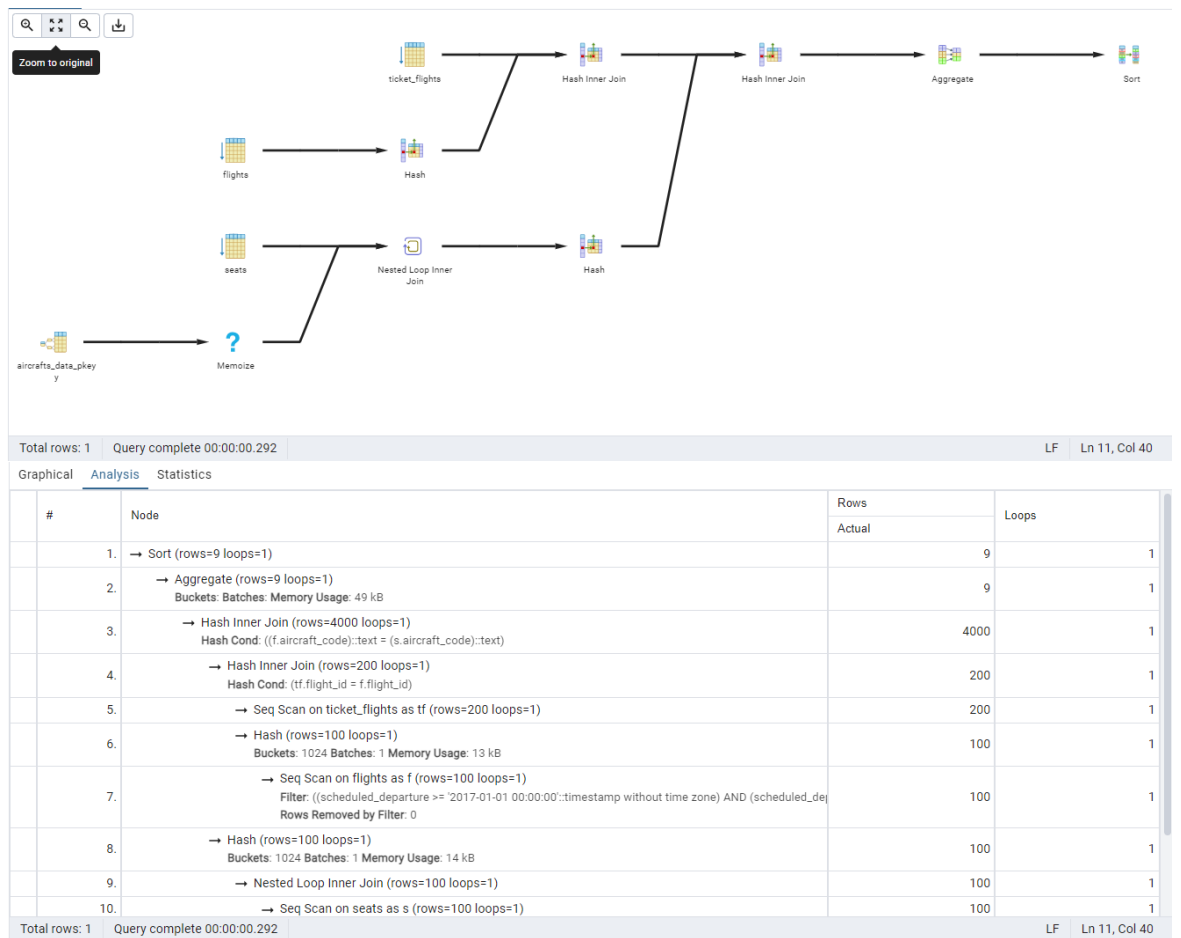 Zoom to original
ticket_flights
Hash Inner Join
Hash Inner Join
Aggregate
Sort
flights
Hash
seats
Nested Loop Inner
Join
Hash
aircrafts_data_pkey
y
Memoize
Total rows: 1 Query complete 00:00:00.292 LF Ln 11, Col 40
Graphical Analysis Statistics
# Node Rows Loops
Actual
1. → Sort (rows=9 loops=1) 9 1
2. → Aggregate (rows=9 loops=1) 9 1
Buckets: Batches: Memory Usage: 49 kB
3. → Hash Inner Join (rows=4000 loops=1) 4000 1
Hash Cond: ((f.aircraft_code)::text = (s.aircraft_code)::text)
4. → Hash Inner Join (rows=200 loops=1) 200 1
Hash Cond: (tf.flight_id = f.flight_id)
5. → Seq Scan on ticket_flights as tf (rows=200 loops=1) 200 1
6. → Hash (rows=100 loops=1) 100 1
Buckets: 1024 Batches: 1 Memory Usage: 13 kB
7. → Seq Scan on flights as f (rows=100 loops=1) 100 1
Filter: ((scheduled_departure >= '2017-01-01 00:00:00'::timestamp without time zone) AND (scheduled_dep
Rows Removed by Filter: 0
8. → Hash (rows=100 loops=1) 100 1
Buckets: 1024 Batches: 1 Memory Usage: 14 kB
9. → Nested Loop Inner Join (rows=100 loops=1) 100 1
10. → Seq Scan on seats as s (rows=100 loops=1) 100 1
Total rows: 1 Query complete 00:00:00.292 LF Ln 11, Col 40